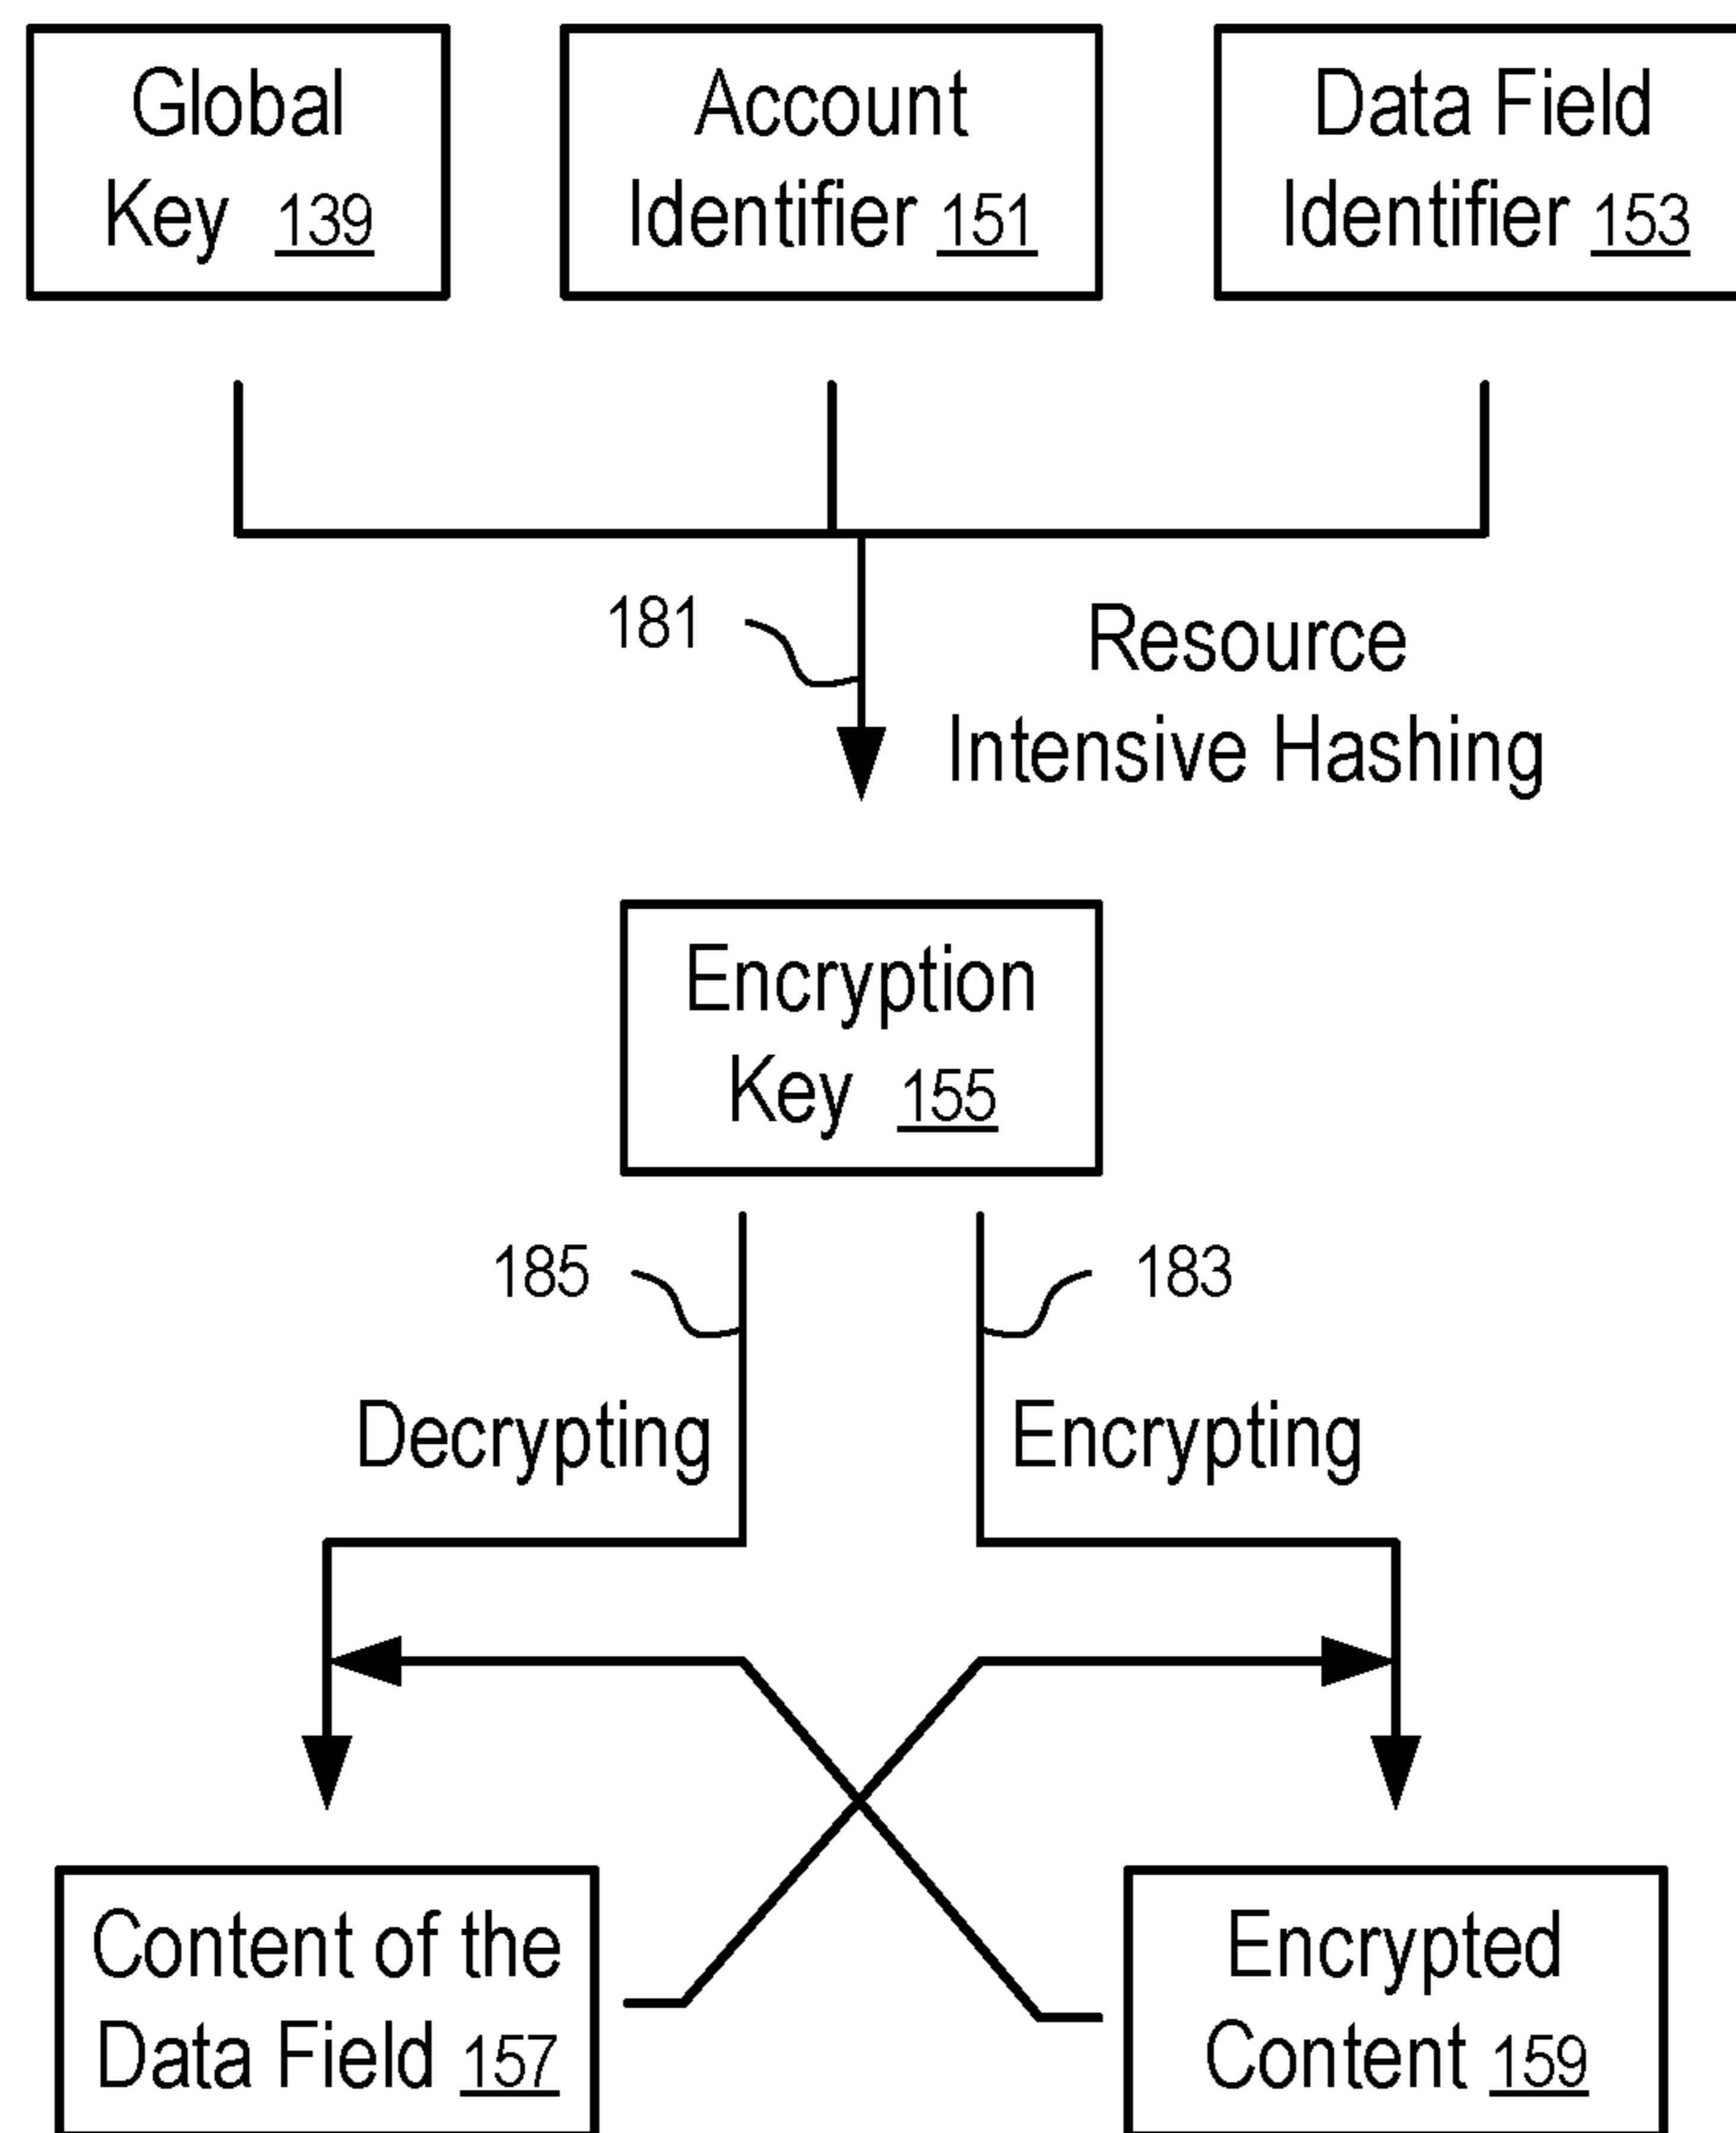 Global
Key 139
Account
Identifier 151
Data Field
Identifier 153
181
Resource
Intensive Hashing
Encryption
Key 155
185
183
Decrypting
Encrypting
Content of the
Data Field 157
Encrypted
Content 159